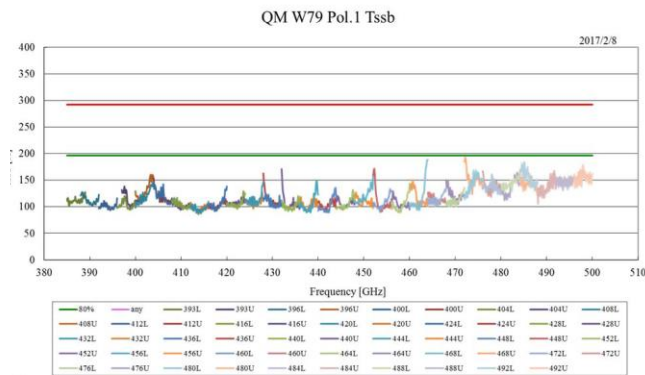 QM W79 Pol.1 Tssb
2017/2/8
400
350
300
250
200
150
100
50
0
380 390 400 410 420 430 440 450 460 470 480 490 500 510
Frequency [GHz]
80% any 393L 393U 396L 396U 400L 400U 404L 404U 408L
408U 412L 412U 416L 416U 420L 420U 424L 424U 428L 428U
432L 432U 436L 436U 440L 440U 444L 444U 448L 448U 452L
452U 456L 456U 460L 460U 464L 464U 468L 468U 472L 472U
476L 476U 480L 480U 484L 484U 488L 488U 492L 492U